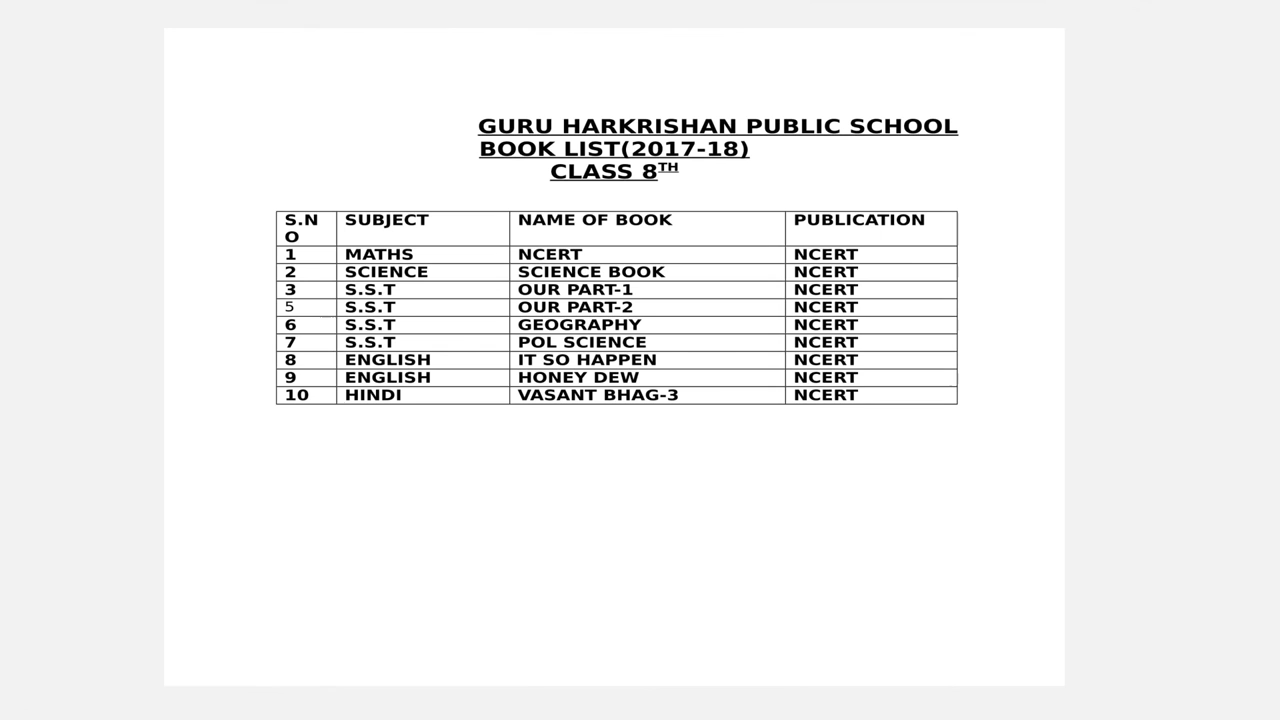 GURU HARKRISHAN PUBLIC SCHOOL
BOOK LIST(2017-18)
CLASS 8TH
S.NO SUBJECT NAME OF BOOK PUBLICATION
1 MATHS NCERT NCERT
2 SCIENCE SCIENCE BOOK NCERT
3 S.S.T OUR PART-1 NCERT
5 S.S.T OUR PART-2 NCERT
6 S.S.T GEOGRAPHY NCERT
7 S.S.T POL SCIENCE NCERT
8 ENGLISH IT SO HAPPEN NCERT
9 ENGLISH HONEY DEW NCERT
10 HINDI VASANT BHAG-3 NCERT